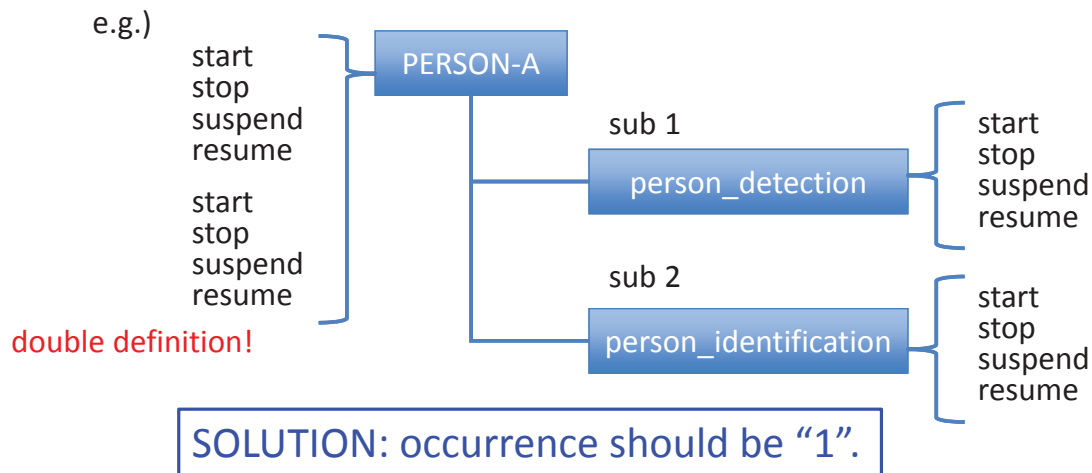 e.g.)
start
stop
suspend
resume
start
stop
suspend
resume
double definition!
PERSON-A
sub 1
person_detection
start
stop
suspend
resume
sub 2
person_identification
start
stop
suspend
resume
SOLUTION: occurrence should be “1”.